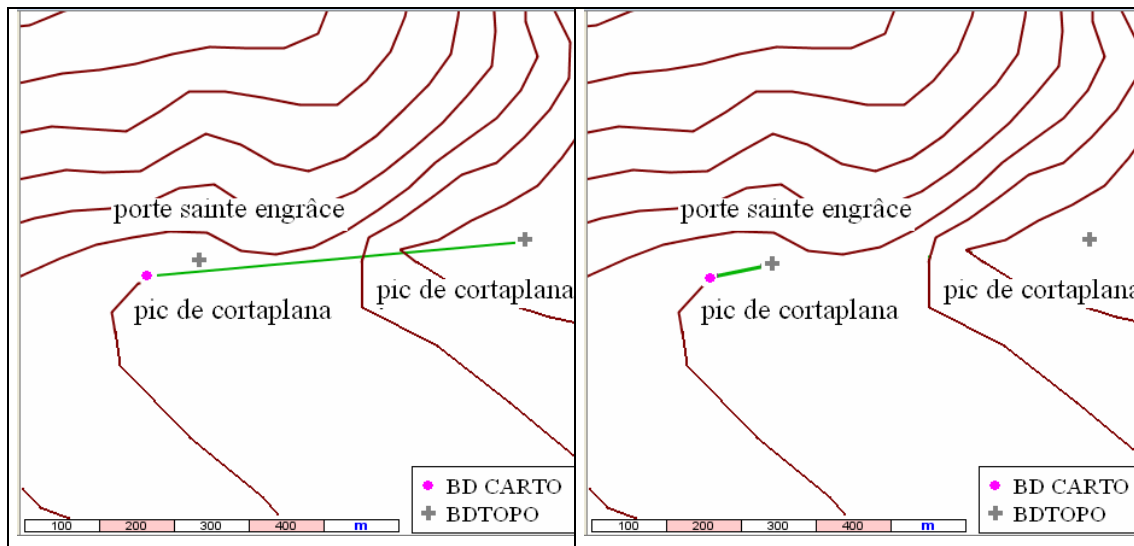 porte sainte engrâce
pic de cortaplana
pic de cortaplana
BD CARTO
BDTOPO
100 200 300 400 m
porte sainte engrâce
pic de cortaplana
pic de cortapla
BD CARTO
BDTOPO
100 200 300 400 m